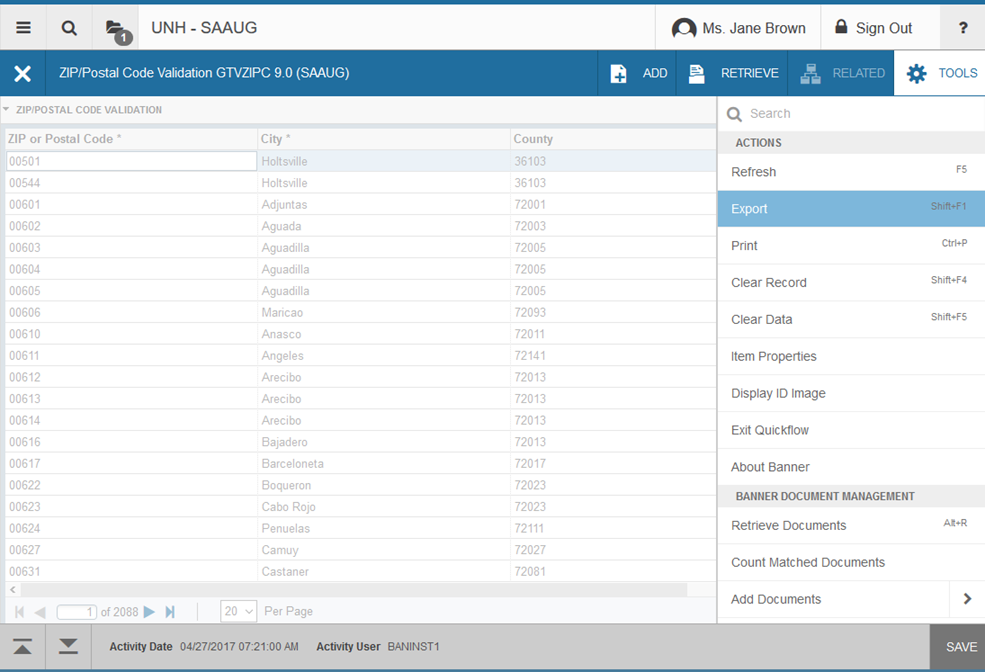 1 UNH - SAAUG Ms. Jane Brown Sign Out ?
ZIP/Postal Code Validation GTVZIPC 9.0 (SAAUG) ADD RETRIEVE RELATED TOOLS
ZIP/POSTAL CODE VALIDATION
ZIP or Postal Code * City * County
00501 Holtsville 36103
00544 Holtsville 36103
00601 Adjuntas 72001
00602 Aguada 72003
00603 Aguadilla 72005
00604 Aguadilla 72005
00605 Aguadilla 72005
00606 Maricao 72093
00610 Anasco 72011
00611 Angeles 72141
00612 Arecibo 72013
00613 Arecibo 72013
00614 Arecibo 72013
00616 Bajadero 72013
00617 Barceloneta 72017
00622 Boqueron 72023
00623 Cabo Rojo 72023
00624 Penuelas 72111
00627 Camuy 72027
00631 Castaner 72081
1 of 2088 20 Per Page
Search
ACTIONS
Refresh F5
Export Shift+F1
Print Ctrl+P
Clear Record Shift+F4
Clear Data Shift+F5
Item Properties
Display ID Image
Exit Quickflow
About Banner
BANNER DOCUMENT MANAGEMENT
Retrieve Documents Alt+R
Count Matched Documents
Add Documents
Activity Date 04/27/2017 07:21:00 AM Activity User BANINST1 SAVE